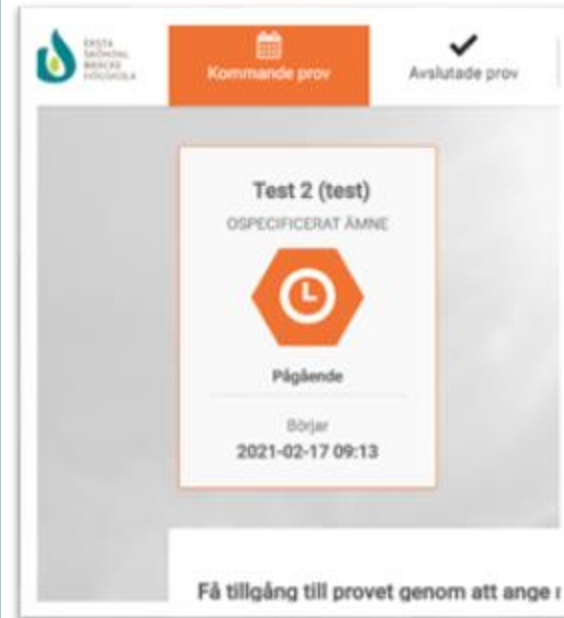 ERSTA
SKÖNDAL
BRÄCKE
HÖGSKOLA
Kommande prov
Avslutade prov
Test 2 (test)
OSPECIFICERAT ÄMNE
Pågående
Börjar
2021-02-17 09:13
Få tillgång till provet genom att ange